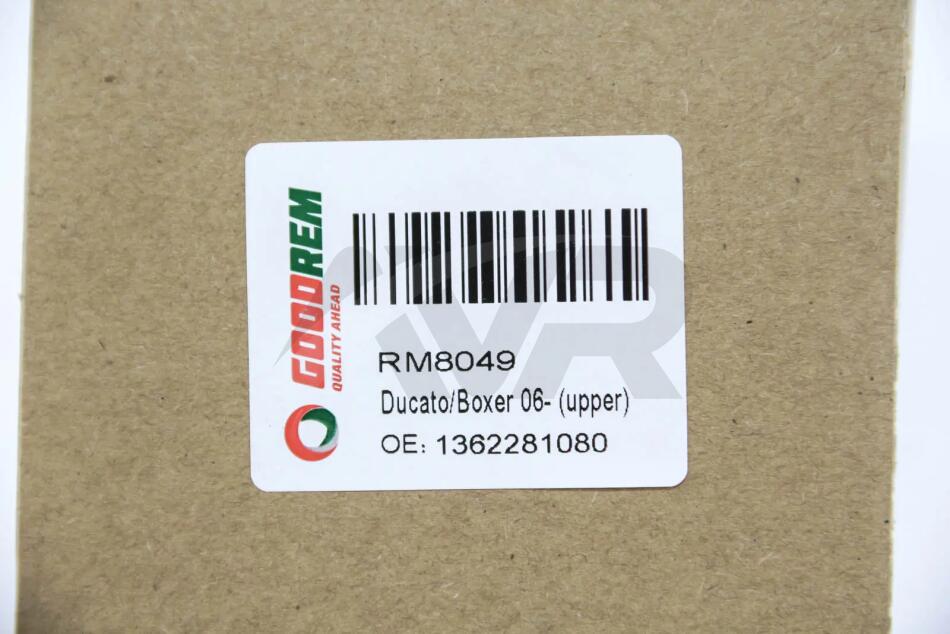 GOODREM
QUALITY AHEAD
RM8049
Ducato/Boxer 06- (upper)
OE: 1362281080